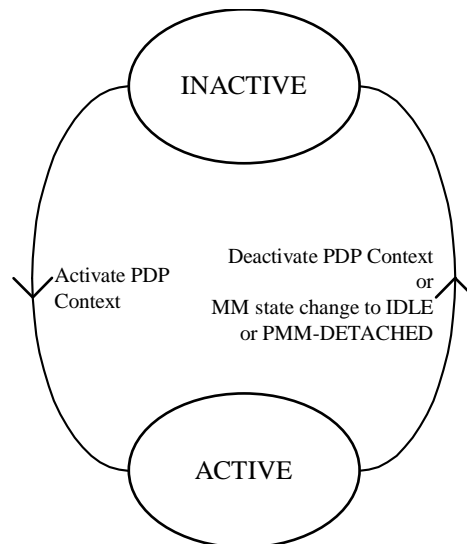 INACTIVE
Activate PDP
Context
Deactivate PDP Context
or
MM state change to IDLE
or PMM-DETACHED
ACTIVE